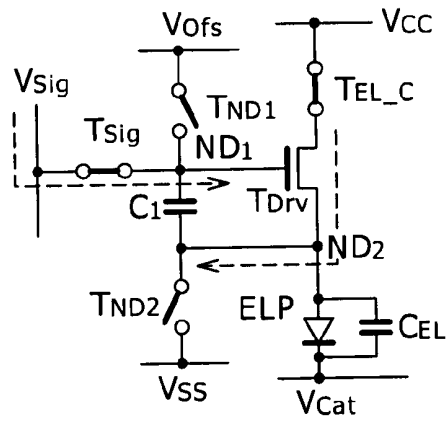 VOfs
VCC
VSig
TND1
TEL_C
TSig
ND1
C1
TDrv
ND2
TND2
ELP
CEL
VSS
VCat